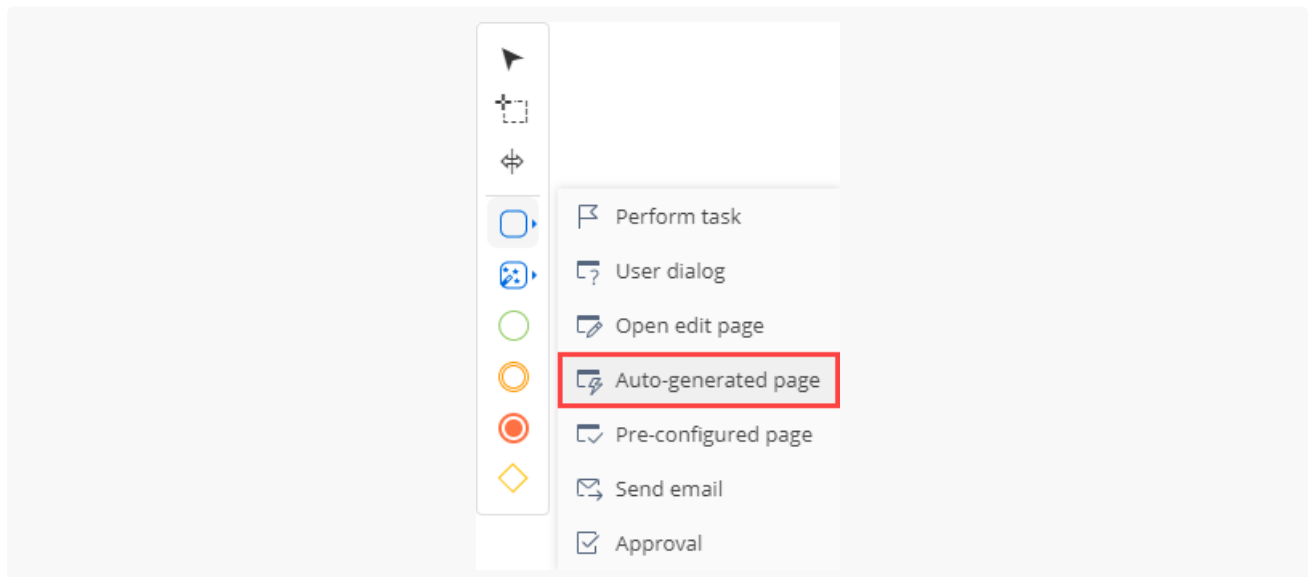 Perform task
User dialog
Open edit page
Auto-generated page
Pre-configured page
Send email
Approval